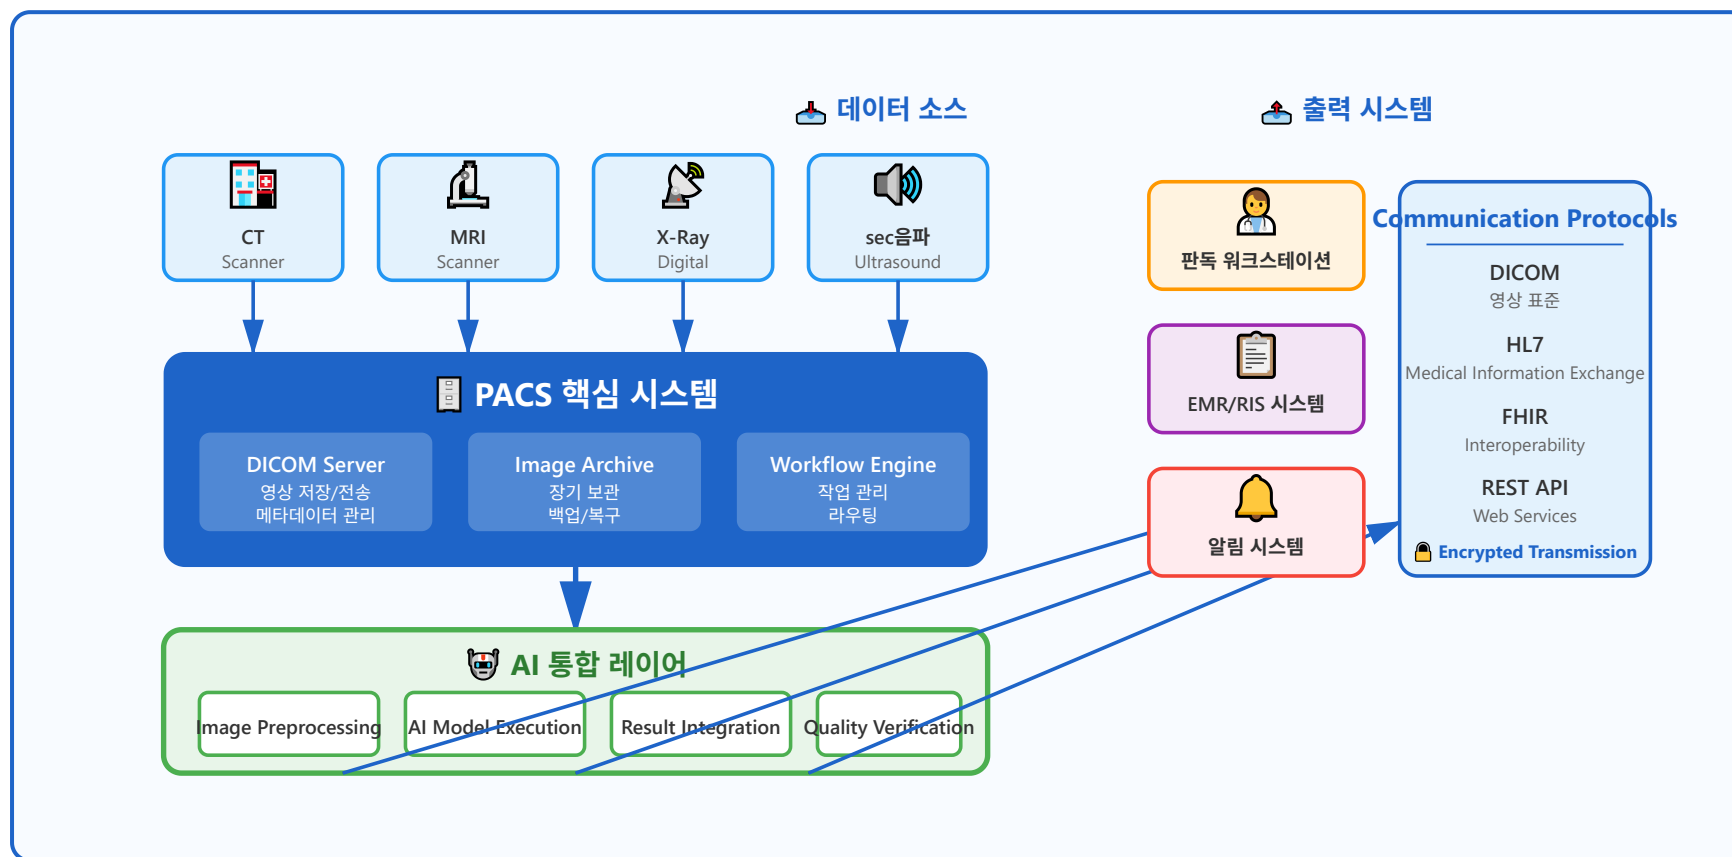 데이터 소스
출력 시스템
CT
Scanner
MRI
Scanner
X-Ray
Digital
sec음파
Ultrasound
PACS 핵심 시스템
DICOM Server
영상 저장/전송
메타데이터 관리
Image Archive
장기 보관
백업/복구
Workflow Engine
작업 관리
라우팅
AI 통합 레이어
Image Preprocessing
AI Model Execution
Result Integration
Quality Verification
판독 워크스테이션
EMR/RIS 시스템
알림 시스템
Communication Protocols
DICOM
영상 표준
HL7
Medical Information Exchange
FHIR
Interoperability
REST API
Web Services
Encrypted Transmission